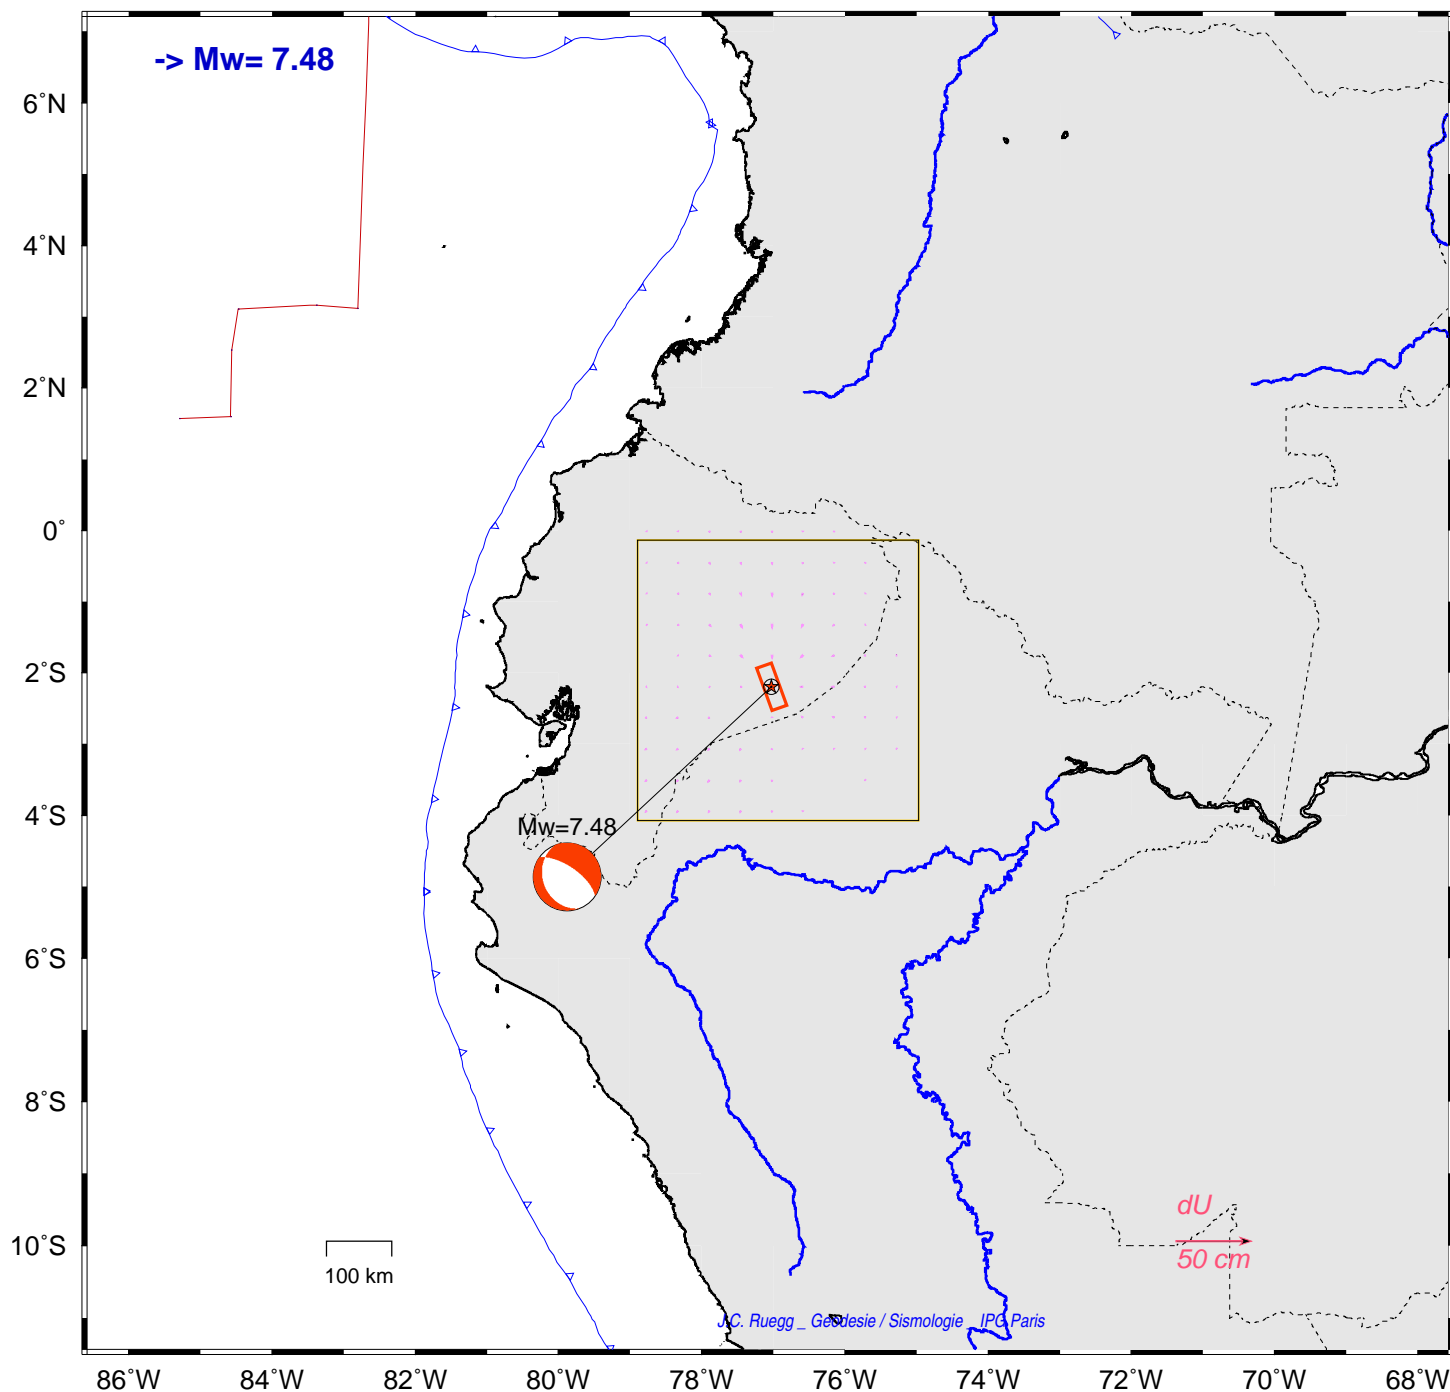 -> Mw= 7.48
6˚N
4˚N
2˚N
0˚
2˚S
4˚S
6˚S
8˚S
10˚S
Mw=7.48
dU
50 cm
100 km
J.C. Ruegg _ Geodesie / Sismologie _ IPG Paris
86˚W
84˚W
82˚W
80˚W
78˚W
76˚W
74˚W
72˚W
70˚W
68˚W